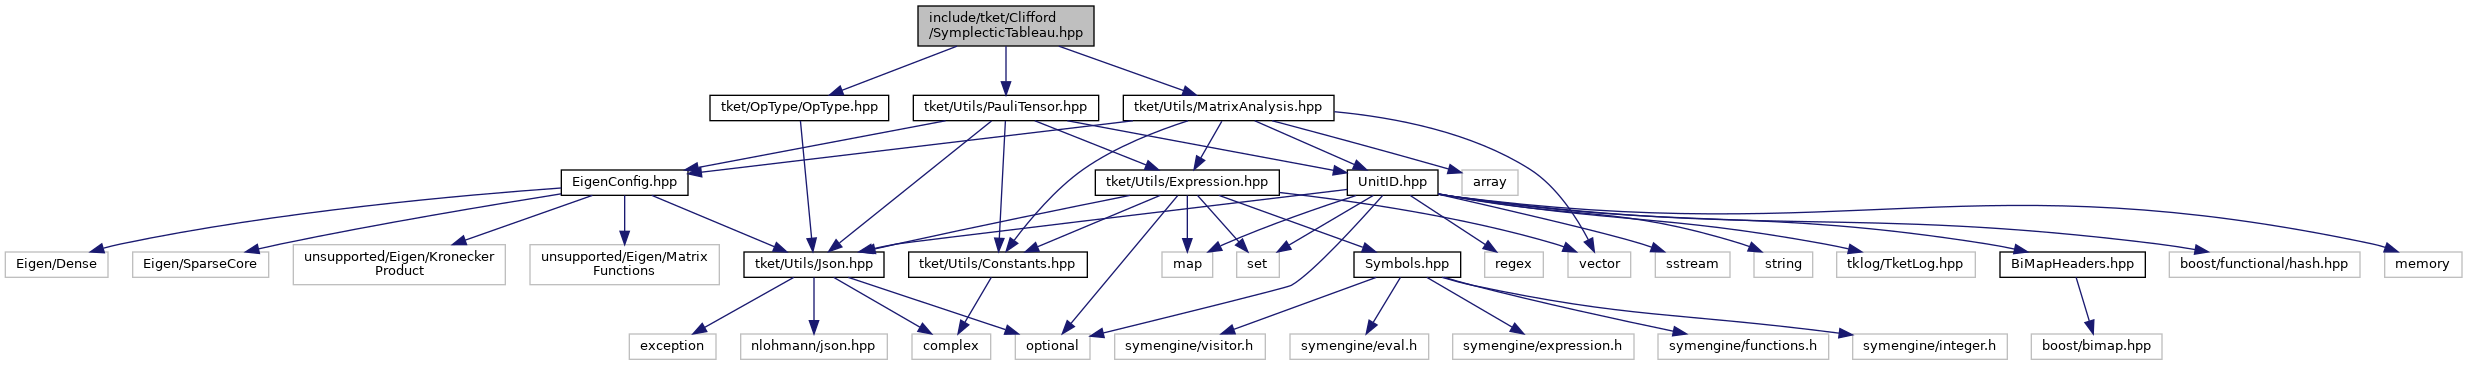 include/tket/Clifford
/SymplecticTableau.hpp
tket/OpType/OpType.hpp
tket/Utils/PauliTensor.hpp
tket/Utils/MatrixAnalysis.hpp
EigenConfig.hpp
tket/Utils/Expression.hpp
UnitID.hpp
array
Eigen/Dense
Eigen/SparseCore
unsupported/Eigen/Kronecker
Product
unsupported/Eigen/Matrix
Functions
tket/Utils/Json.hpp
tket/Utils/Constants.hpp
map
set
Symbols.hpp
regex
vector
sstream
string
tklog/TketLog.hpp
BiMapHeaders.hpp
boost/functional/hash.hpp
memory
exception
nlohmann/json.hpp
complex
optional
symengine/visitor.h
symengine/eval.h
symengine/expression.h
symengine/functions.h
symengine/integer.h
boost/bimap.hpp